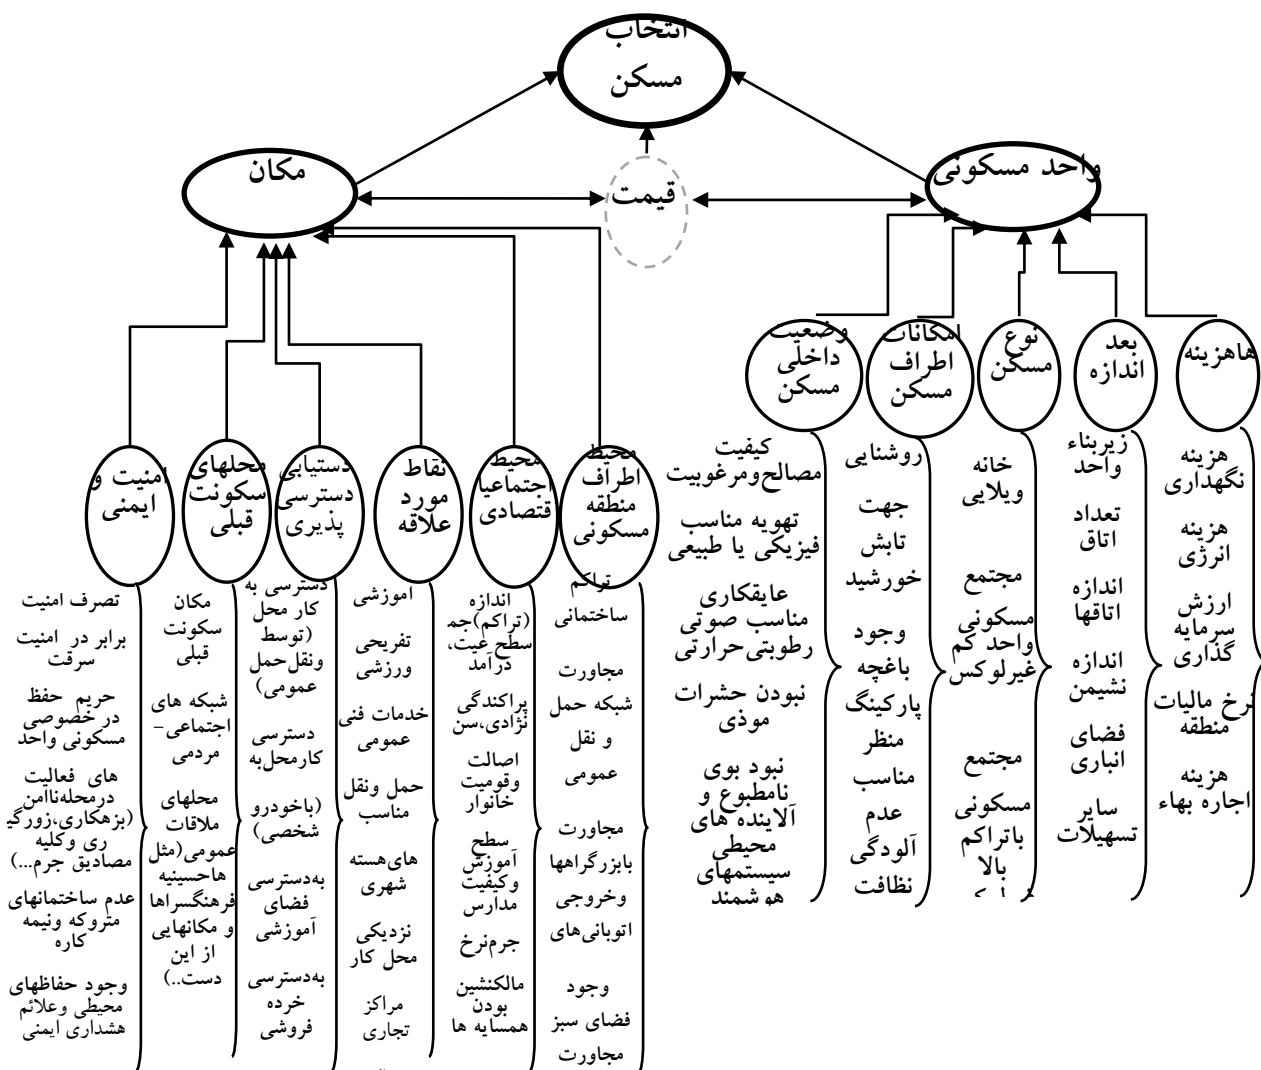 انتخاب
مسکن
مکان
قیمت
واحد مسکونی
هاهزینه
بعد
اندازه
نوع
مسکن
امکانات
اطراف
مسکن
وضعیت
داخلی
مسکن
محیط
اطراف
منطقه
مسکونی
محیط
اجتماعیا
قتصادی
نقاط
مورد
علاقه
دستیابی
دسترسی
پذیری
محلهای
سکونت
قبلی
امنیت و
ایمنی
هزینه
نگهداری
هزینه
انرژی
ارزش
سرمایه
گذاری
نرخ مالیات
منطقه
هزینه
اجاره بهاء
زیربناء
واحد
تعداد
اتاق
اندازه
اتاقها
اندازه
نشیمن
فضای
انباری
سایر
تسهیلات
خانه
ویلایی
مجتمع
مسکونی
واحد کم
غیرلوکس
مجتمع
مسکونی
باتراکم
بالا
روشنایی
جهت
تابش
خورشید
وجود
باغچه
پارکینگ
منظر
مناسب
عدم
آلودگی
نظافت
کیفیت
مصالح‌ومرغوبیت
تهویه مناسب
فیزیکی یا طبیعی
عایقکاری
مناسب صوتی
رطوبتی‌حرارتی
نبودن حشرات
موذی
نبود بوی
نامطبوع و
آلاینده های
محیطی
سیستمهای
هوشمند
تراکم
ساختمانی
مجاورت
شبکه حمل
و نقل
عمومی
مجاورت
بابزرگراهها
وخروجی
اتوبانی‌های
وجود
فضای سبز
مجاورت
اندازه
(تراکم)جمـ
سطح عیت،
درآمد
پراکندگی
نژادی،سن
اصالت
وقومیت
خانوار
سطح
آموزش
وکیفیت
مدارس
جرم‌نرخ
مالکنشین
بودن
همسایه ها
آموزشی
تفریحی
ورزشی
خدمات فنی
عمومی
حمل ونقل
مناسب
های‌هسته
شهری
نزدیکی
محل کار
مراکز
تجاری
دسترسی به
کار محل
(توسط
ونقل‌حمل
عمومی)
دسترسی
کارمحل‌به
(باخودرو
شخصی)
به‌دسترسی
فضای
آموزشی
به‌دسترسی
خرده
فروشی
مکان
سکونت
قبلی
شبکه های
اجتماعی-
مردمی
محلهای
ملاقات
عمومی(مثل
هاحسینیه
فرهنگسراها
و مکانهایی
از این
دست..)
تصرف امنیت
برابر در امنیت
سرقت
حریم حفظ
در خصوصی
مسکونی واحد
های فعالیت
درمحله‌ناامن
(بزهکاری،زورگیـ
ری وکلیه
مصادیق جرم...)
عدم ساختمانهای
متروکه ونیمه
کاره
وجود حفاظهای
محیطی وعلائم
هشداری ایمنی